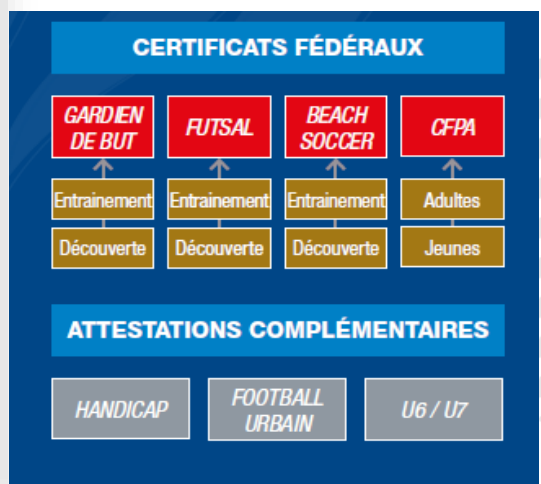 CERTIFICATS FÉDÉRAUX
GARDIEN
DE BUT
FUTSAL
BEACH
SOCCER
CFPA
Entrainement
Entrainement
Entrainement
Adultes
Découverte
Découverte
Découverte
Jeunes
ATTESTATIONS COMPLÉMENTAIRES
HANDICAP
FOOTBALL
URBAIN
U6 / U7